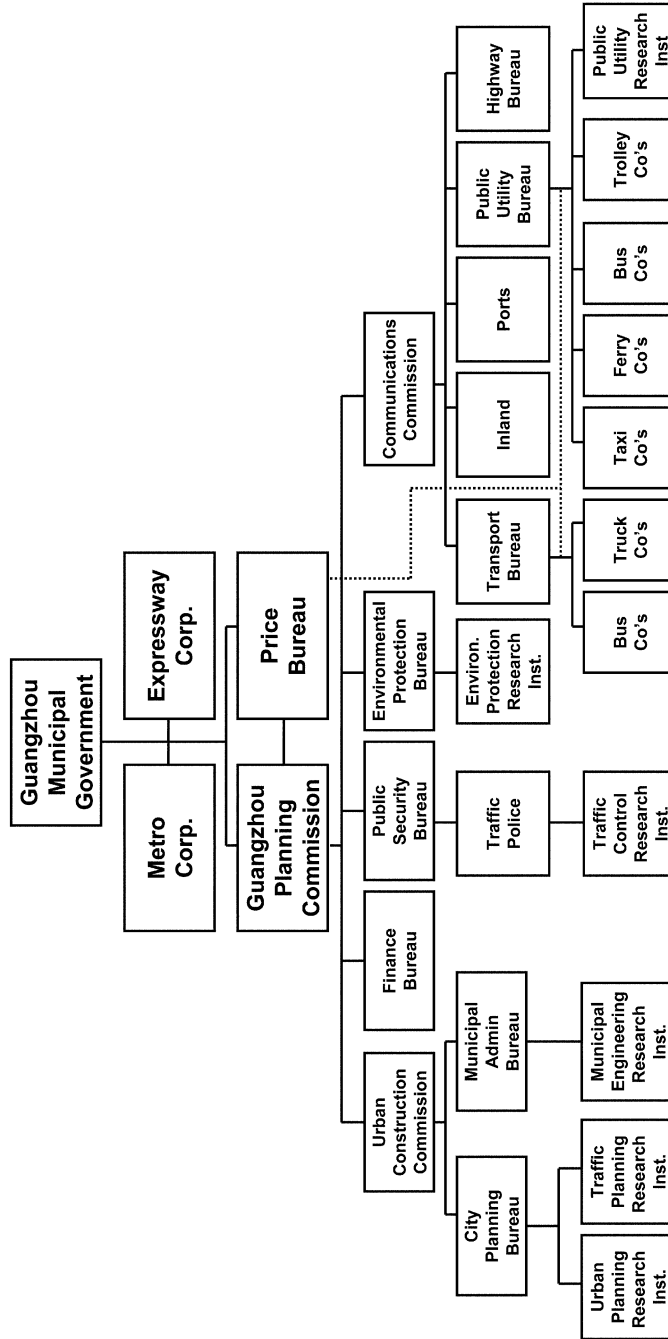 Guangzhou
Municipal
Government
Metro
Corp.
Expressway
Corp.
Guangzhou
Planning
Commission
Price
Bureau
Urban
Construction
Commission
Finance
Bureau
Public
Security
Bureau
Environmental
Protection
Bureau
Communications
Commission
City
Planning
Bureau
Municipal
Admin
Bureau
Traffic
Police
Environ.
Protection
Research
Inst.
Transport
Bureau
Inland
Ports
Public
Utility
Bureau
Highway
Bureau
Urban
Planning
Research
Inst.
Traffic
Planning
Research
Inst.
Municipal
Engineering
Research
Inst.
Traffic
Control
Research
Inst.
Bus
Co's
Truck
Co's
Taxi
Co's
Ferry
Co's
Bus
Co's
Trolley
Co's
Public
Utility
Research
Inst